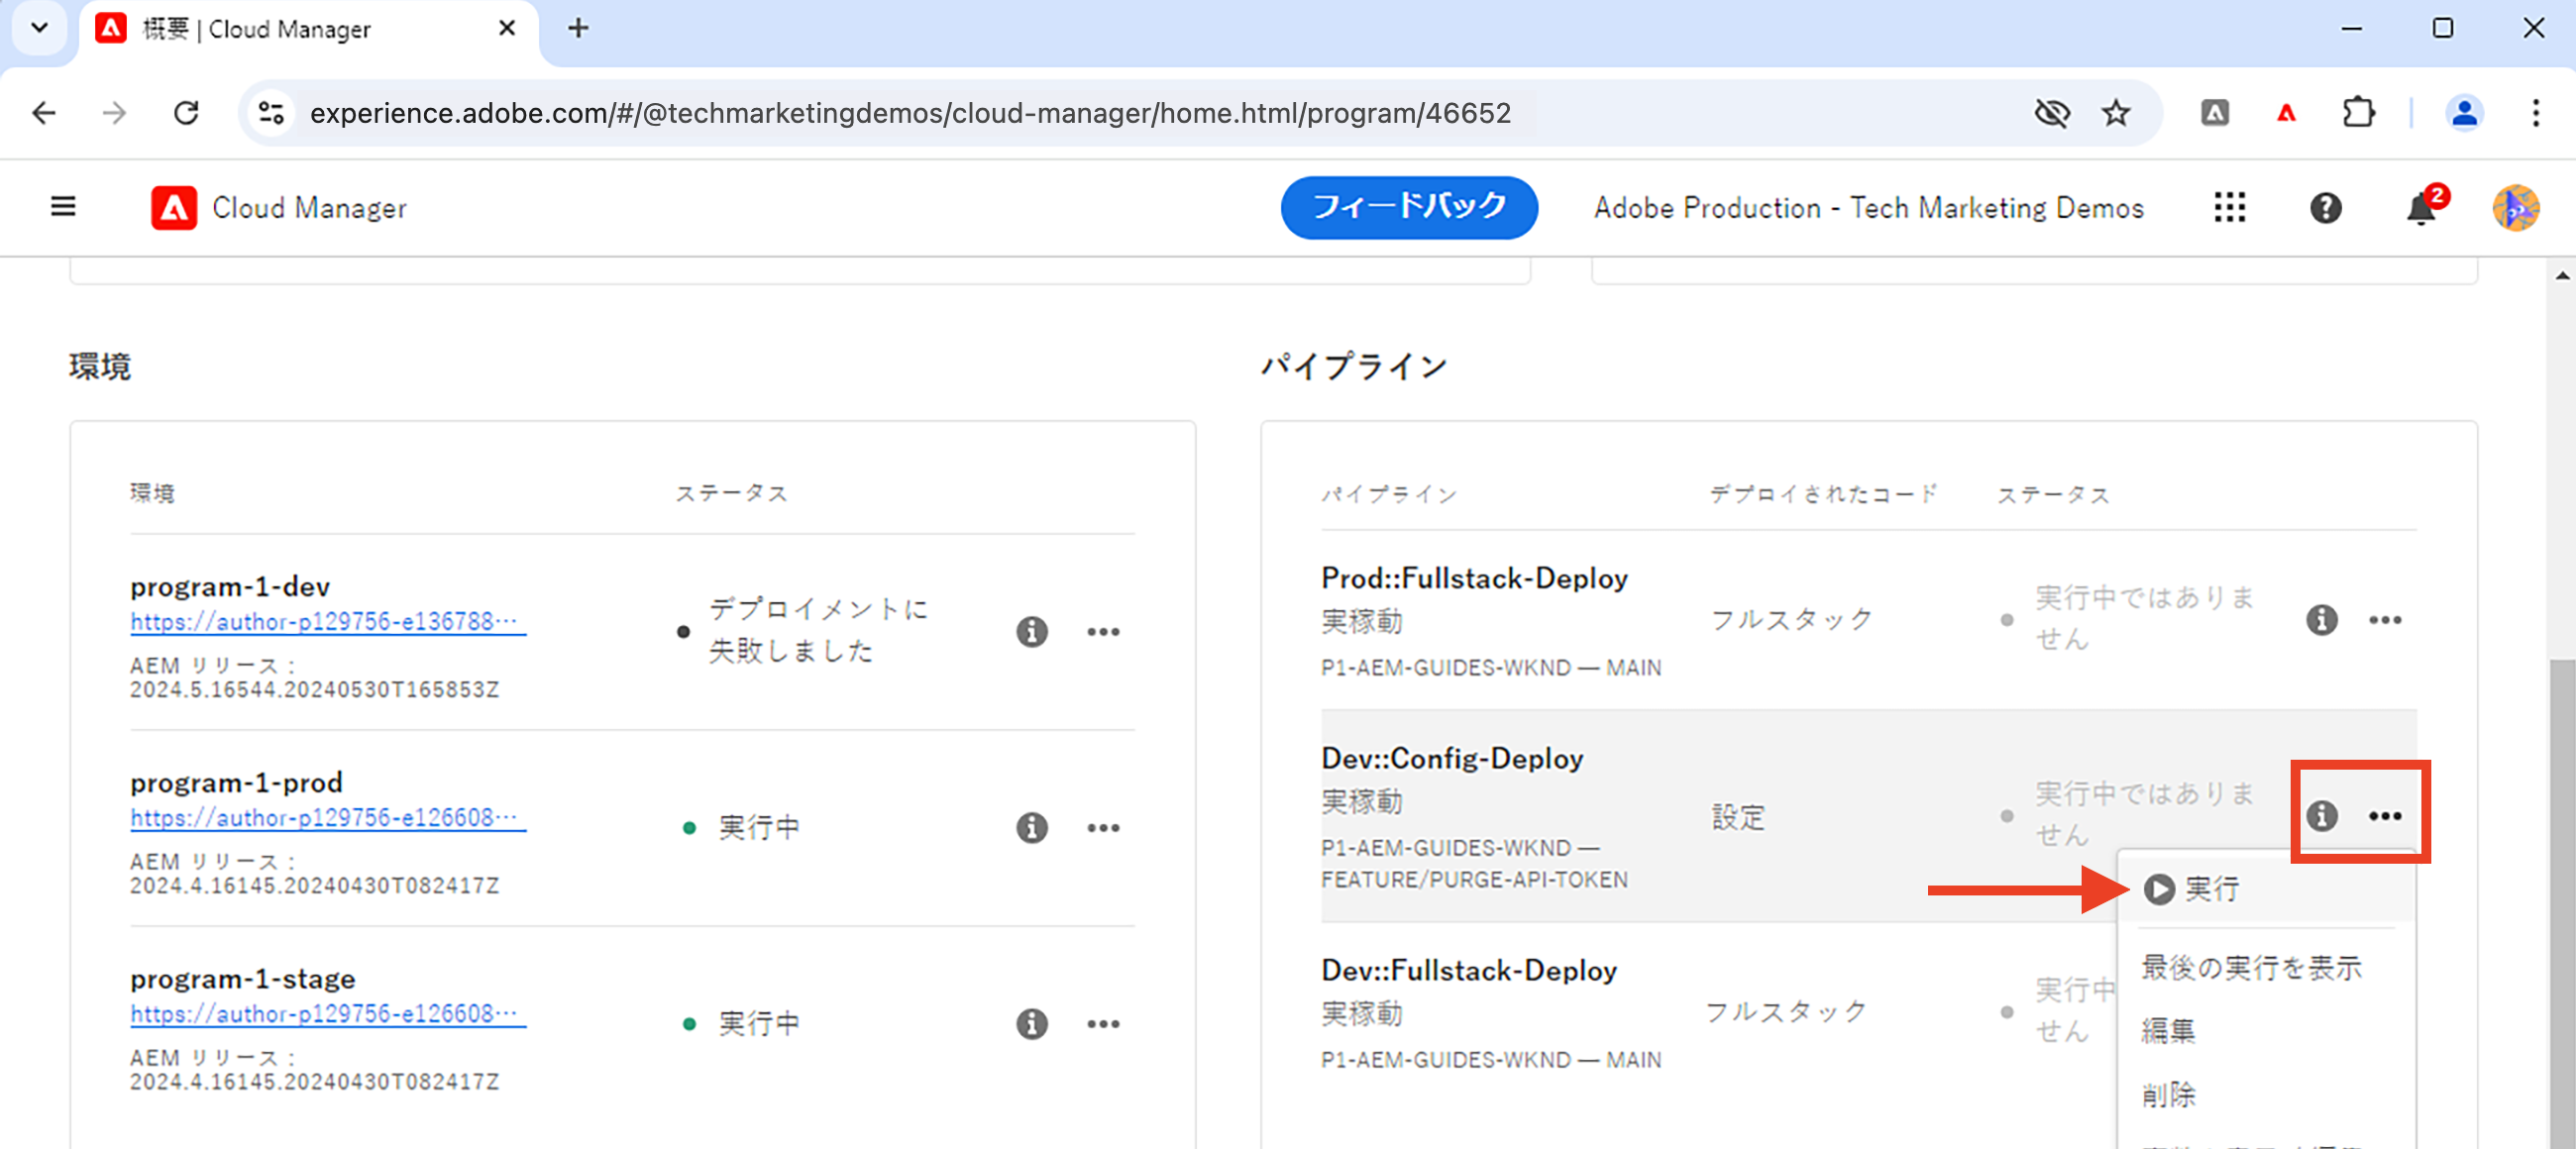 概要 | Cloud Manager
experience.adobe.com/#/@techmarketingdemos/cloud-manager/home.html/program/46652
Cloud Manager
フィードバック
Adobe Production - Tech Marketing Demos
2
環境
環境
ステータス
program-1-dev
https://author-p129756-e136788…
AEM リリース：
2024.5.16544.20240530T165853Z
デプロイメントに
失敗しました
program-1-prod
https://author-p129756-e126608…
AEM リリース：
2024.4.16145.20240430T082417Z
実行中
program-1-stage
https://author-p129756-e126608…
AEM リリース：
2024.4.16145.20240430T082417Z
実行中
パイプライン
パイプライン
デプロイされたコード
ステータス
Prod::Fullstack-Deploy
実稼動
P1-AEM-GUIDES-WKND — MAIN
フルスタック
実行中ではありま
せん
Dev::Config-Deploy
実稼動
P1-AEM-GUIDES-WKND —
FEATURE/PURGE-API-TOKEN
設定
実行中ではありま
せん
Dev::Fullstack-Deploy
実稼動
P1-AEM-GUIDES-WKND — MAIN
フルスタック
実行中
せん
実行
最後の実行を表示
編集
削除